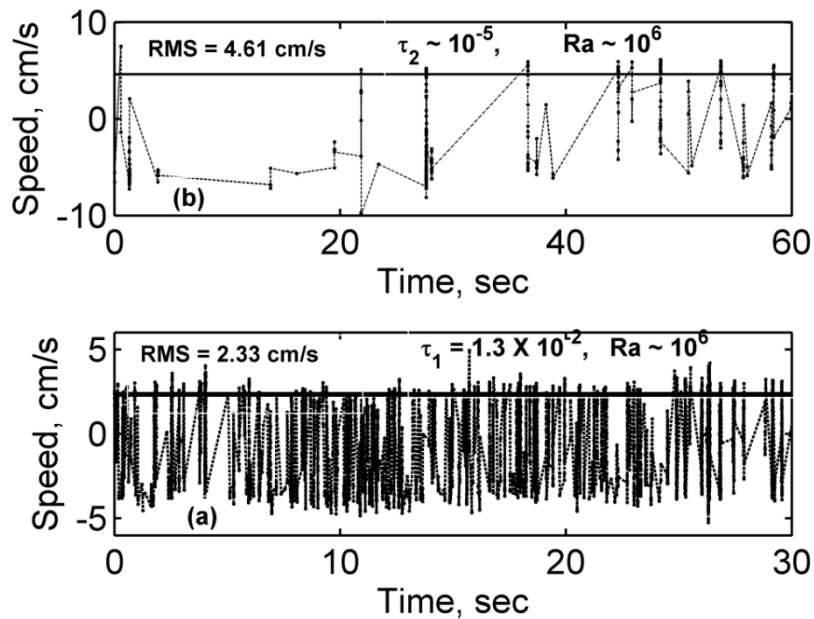 10
RMS = 4.61 cm/s τ₂ ~ 10⁻⁵, Ra ~ 10⁶
0
Speed, cm/s
(b)
-10
0 20 40 60
Time, sec
5
RMS = 2.33 cm/s τ₁ = 1.3 X 10⁻², Ra ~ 10⁶
0
Speed, cm/s
-5
(a)
0 10 20 30
Time, sec